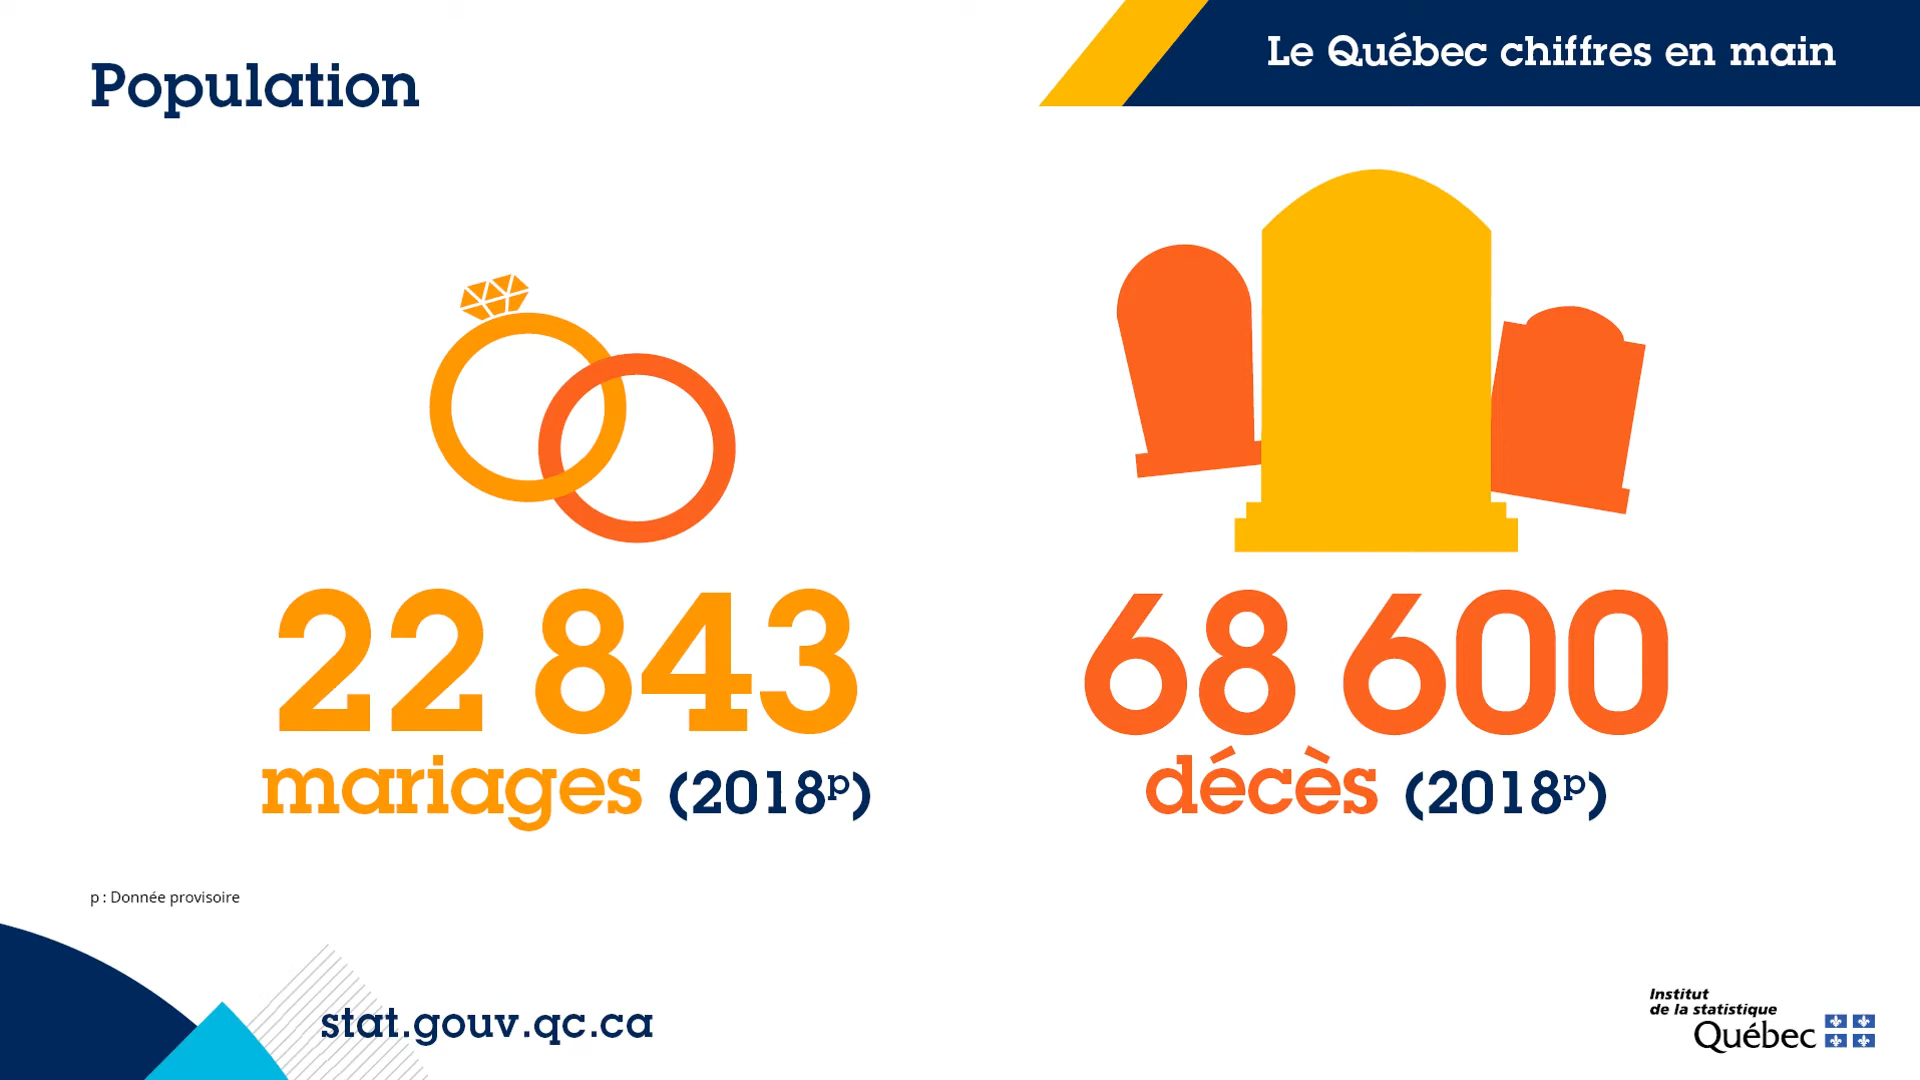 Population
Le Québec chiffres en main
22 843
mariages (2018ᵖ)
68 600
décès (2018ᵖ)
p : Donnée provisoire
stat.gouv.qc.ca
Institut
de la statistique
Québec